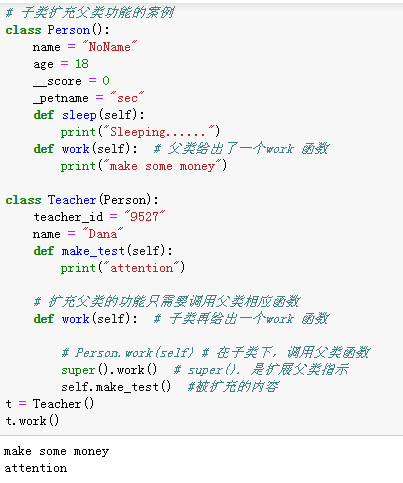 # 子类扩充父类功能的案例
class Person():
    name = "NoName"
    age = 18
    __score = 0
    _petname = "sec"
    def sleep(self):
        print("Sleeping......")
    def work(self):  # 父类给出了一个work 函数
        print("make some money")

class Teacher(Person):
    teacher_id = "9527"
    name = "Dana"
    def make_test(self):
        print("attention")

    # 扩充父类的功能只需要调用父类相应函数
    def work(self):  # 子类再给出一个work 函数

        # Person.work(self) # 在子类下，调用父类函数
        super().work()  # super(). 是扩展父类指示
        self.make_test()  #被扩充的内容
t = Teacher()
t.work()

make some money
attention